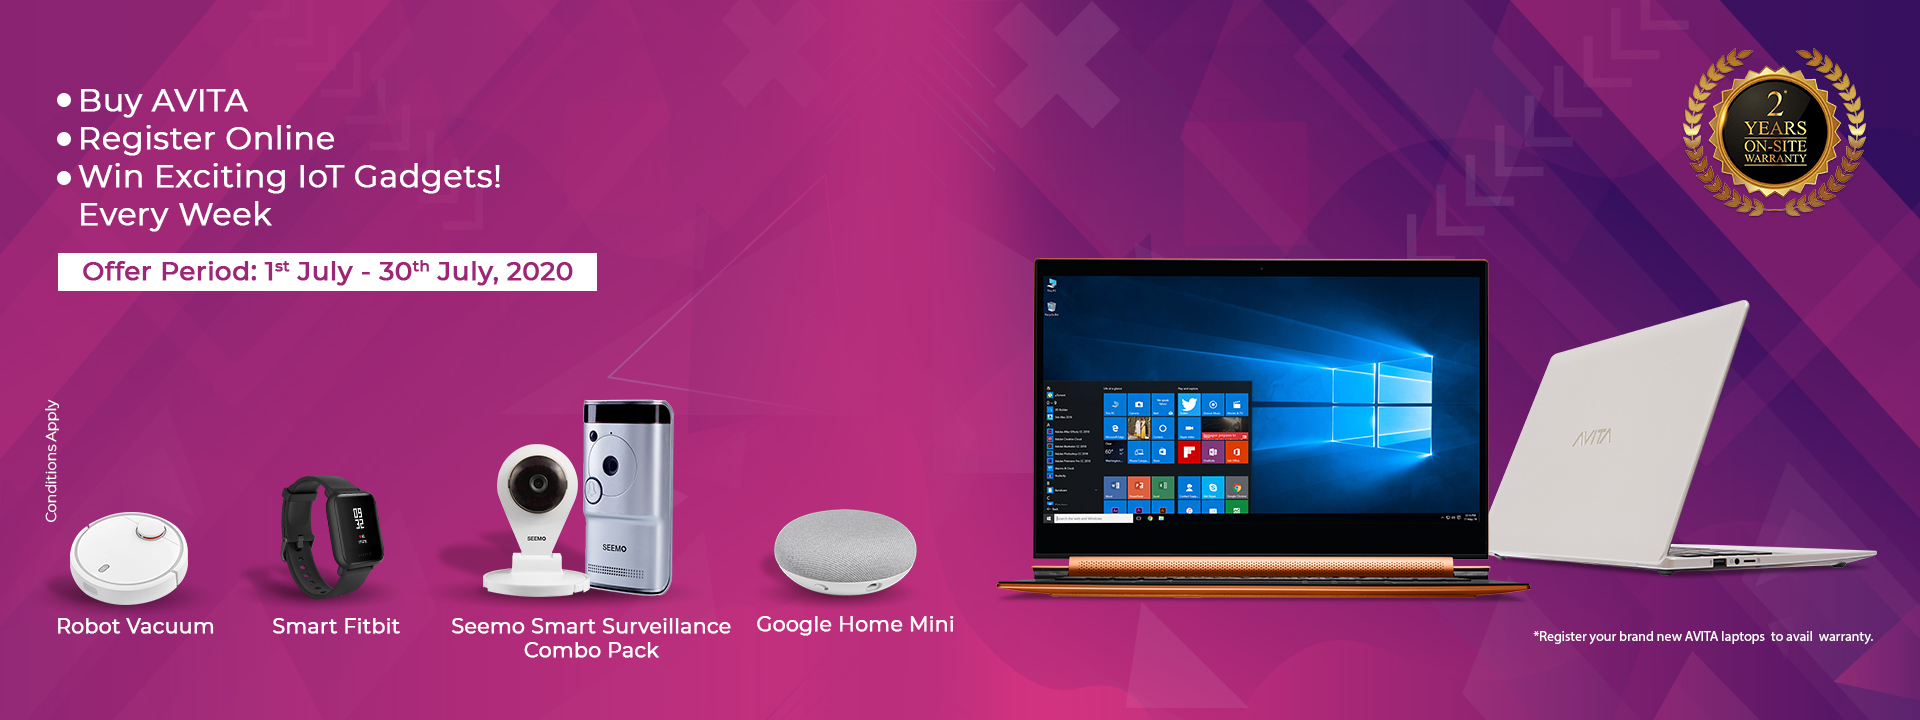 • Buy AVITA
• Register Online
• Win Exciting IoT Gadgets!
Every Week
Offer Period: 1st July - 30th July, 2020
Conditions Apply
2*
YEARS
ON-SITE
WARRANTY
SEEMO
SEEMO
AVITA
Robot Vacuum
Smart Fitbit
Seemo Smart Surveillance
Combo Pack
Google Home Mini
*Register your brand new AVITA laptops to avail warranty.